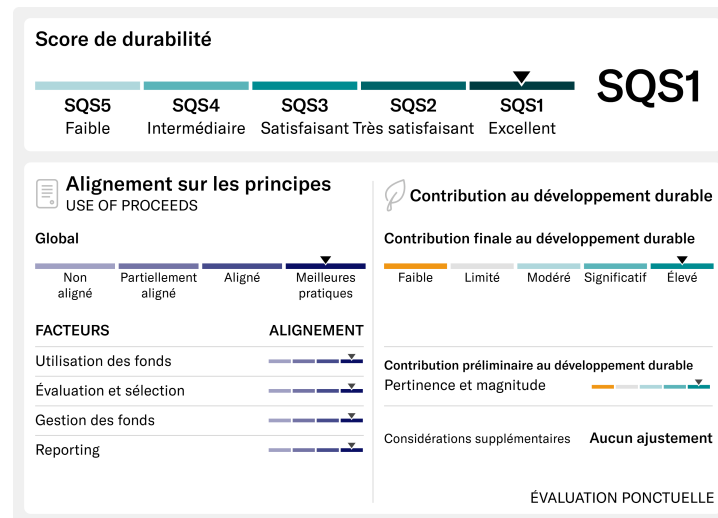 Score de durabilité
SQS1
SQS5 SQS4 SQS3 SQS2 SQS1
Faible Intermédiaire Satisfaisant Très satisfaisant Excellent
Alignement sur les principes
USE OF PROCEEDS
Global
Non aligné
Partiellement aligné
Aligné
Meilleures pratiques
FACTEURS ALIGNEMENT
Utilisation des fonds
Évaluation et sélection
Gestion des fonds
Reporting
Contribution au développement durable
Contribution finale au développement durable
Faible Limité Modéré Significatif Élevé
Contribution préliminaire au développement durable
Pertinence et magnitude
Considérations supplémentaires Aucun ajustement
ÉVALUATION PONCTUELLE